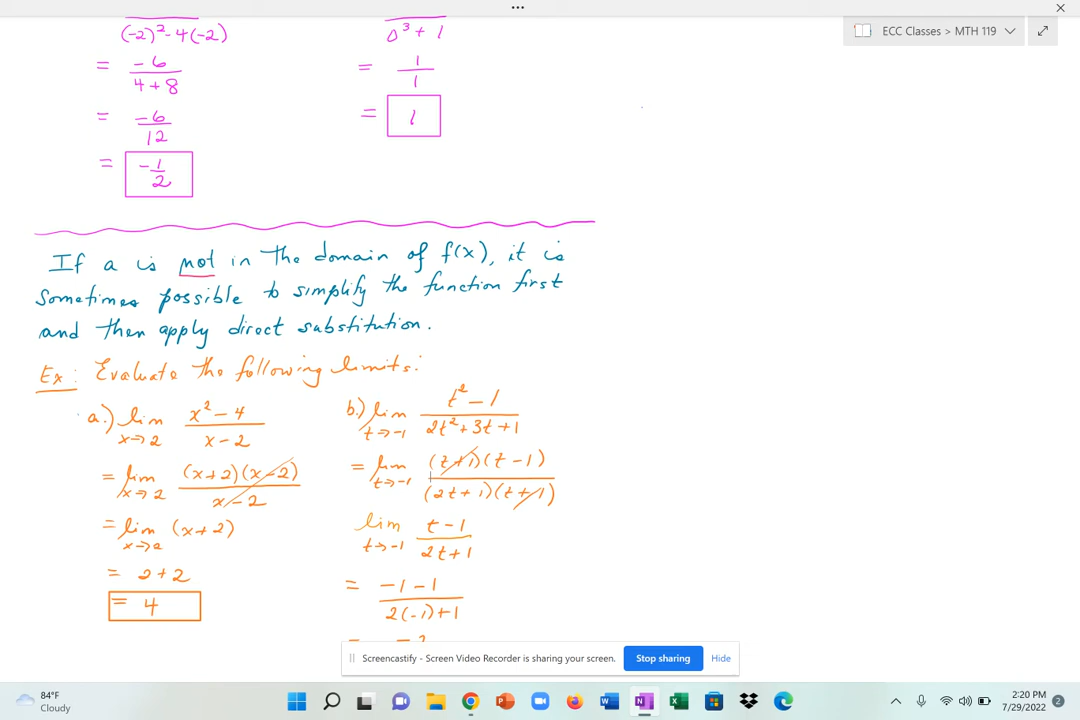 ECC Classes > MTH 119
(-2)² - 4(-2)
= -6 / 4 + 8
= -6 / 12
= -1/2
0³ + 1
= 1 / 1
= 1
If a is not in the domain of f(x), it is
sometimes possible to simplify the function first
and then apply direct substitution.
Ex: Evaluate the following limits:
a.) lim x→2 x² - 4 / x - 2
= lim x→2 (x+2)(x-2) / x-2
= lim x→2 (x+2)
= 2+2
= 4
b.) lim t→-1 t² - 1 / 2t² + 3t + 1
= lim t→-1 (t+1)(t-1) / (2t+1)(t+1)
lim t→-1 t-1 / 2t+1
= -1-1 / 2(-1)+1
Screencastify - Screen Video Recorder is sharing your screen.
Stop sharing
Hide
84°F
Cloudy
2:20 PM
7/29/2022
2